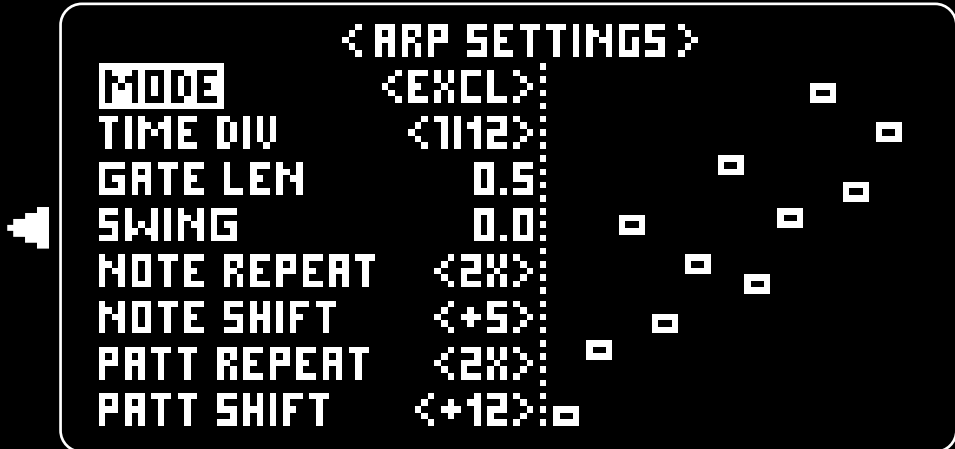 < ARP SETTINGS >
MODE <EXCL>
TIME DIV <1/12>
GATE LEN 0.5
SWING 0.0
NOTE REPEAT <2X>
NOTE SHIFT <+5>
PATT REPEAT <2X>
PATT SHIFT <+12>